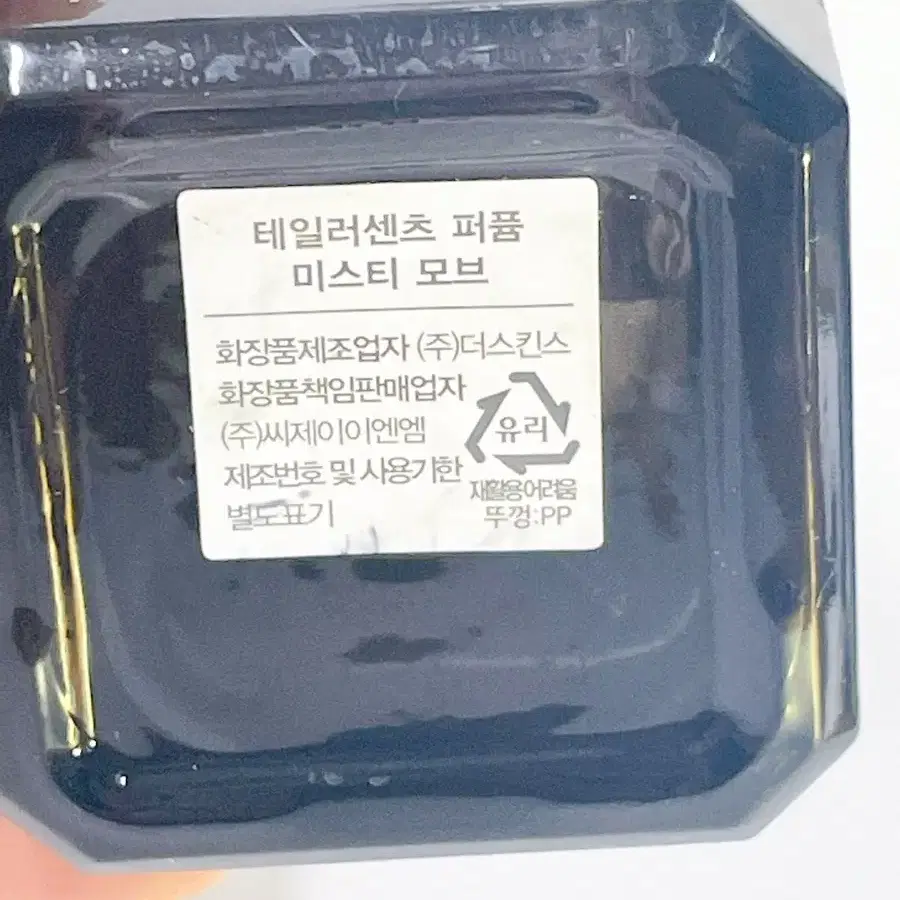 테일러센츠 퍼퓸
미스티 모브
화장품제조업자 (주)더스킨스
화장품책임판매업자
(주)씨제이이엔엠
제조번호 및 사용기한
별도표기
유리
재활용어려움
뚜껑:PP